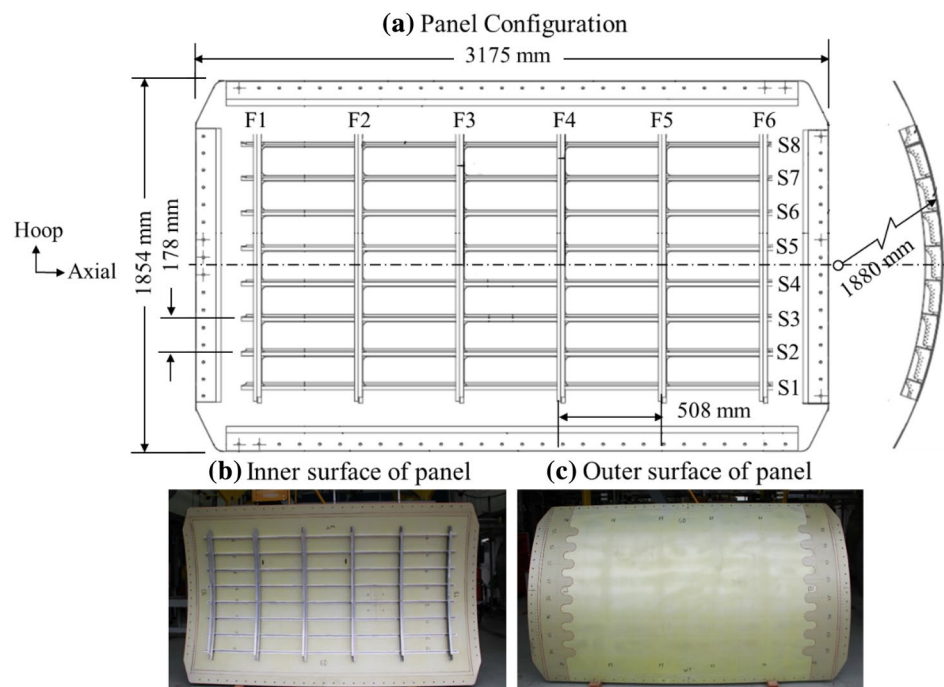 (a) Panel Configuration
3175 mm
F1 F2 F3 F4 F5 F6
S8
S7
S6
S5
S4
S3
S2
S1
Hoop
Axial
1854 mm
178 mm
1880 mm
508 mm
(b) Inner surface of panel
(c) Outer surface of panel